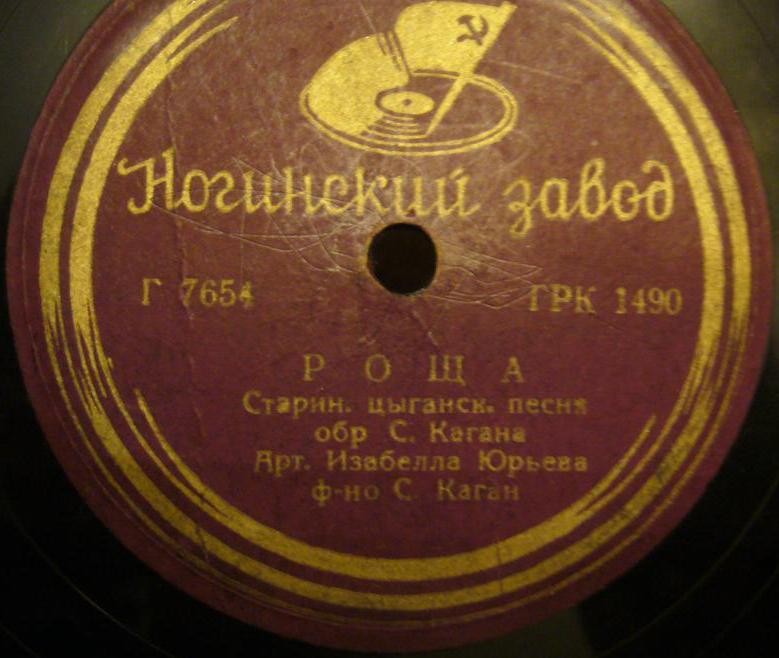 Ногинский завод
Г 7654 ГРК 1490
РОЩА
Старин. цыганск. песня
обр С. Кагана
Арт. Изабелла Юрьева
ф-но С. Каган